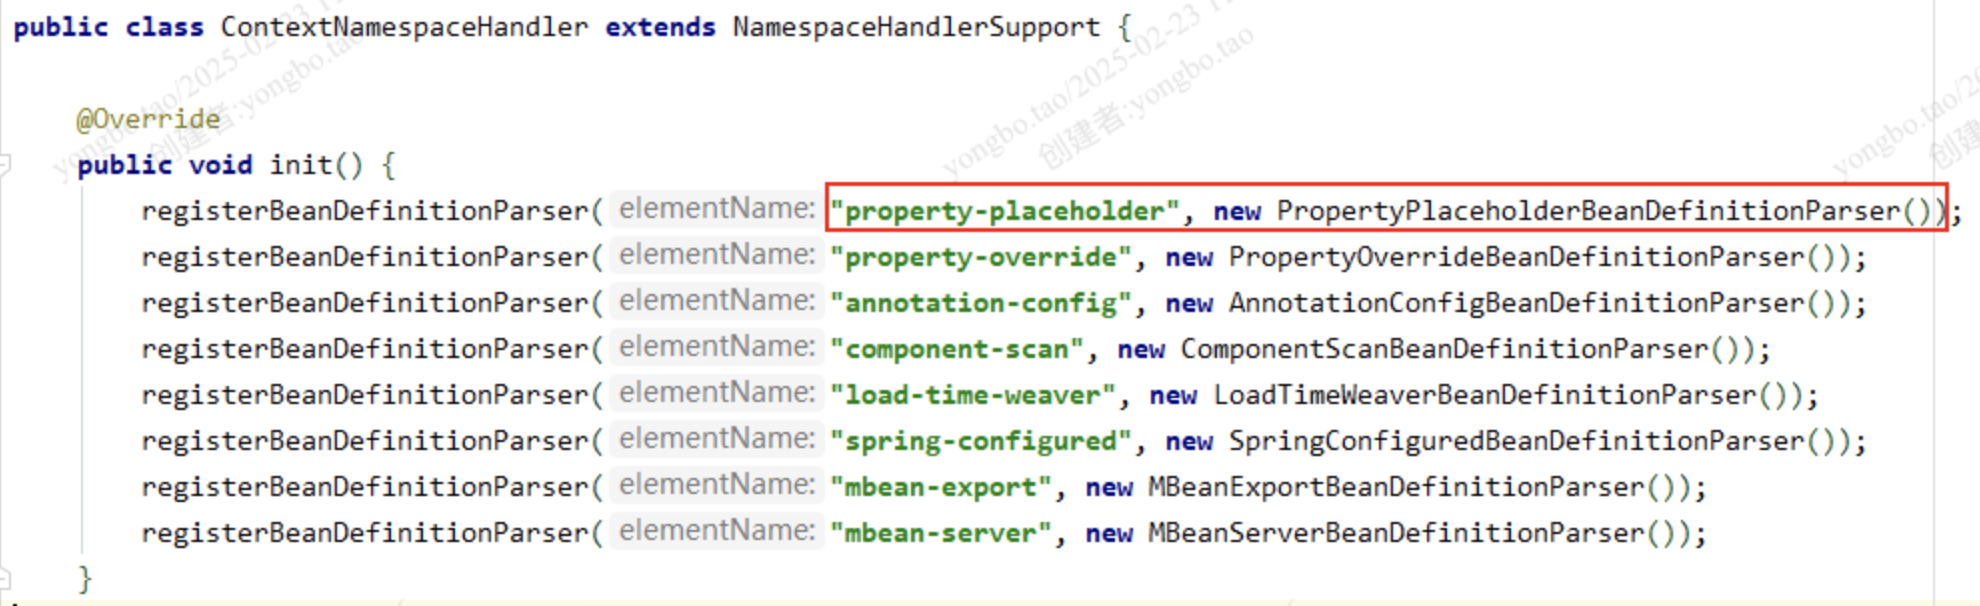 public class ContextNamespaceHandler extends NamespaceHandlerSupport {
@Override
public void init() {
registerBeanDefinitionParser( elementName: "property-placeholder", new PropertyPlaceholderBeanDefinitionParser());
registerBeanDefinitionParser( elementName: "property-override", new PropertyOverrideBeanDefinitionParser());
registerBeanDefinitionParser( elementName: "annotation-config", new AnnotationConfigBeanDefinitionParser());
registerBeanDefinitionParser( elementName: "component-scan", new ComponentScanBeanDefinitionParser());
registerBeanDefinitionParser( elementName: "load-time-weaver", new LoadTimeWeaverBeanDefinitionParser());
registerBeanDefinitionParser( elementName: "spring-configured", new SpringConfiguredBeanDefinitionParser());
registerBeanDefinitionParser( elementName: "mbean-export", new MBeanExportBeanDefinitionParser());
registerBeanDefinitionParser( elementName: "mbean-server", new MBeanServerBeanDefinitionParser());
}
yongbo.tao/2025-02-23
创建者:yongbo.tao
yongbo.tao/2025-02-23
创建者:yongbo.tao
yongbo.tao
创建